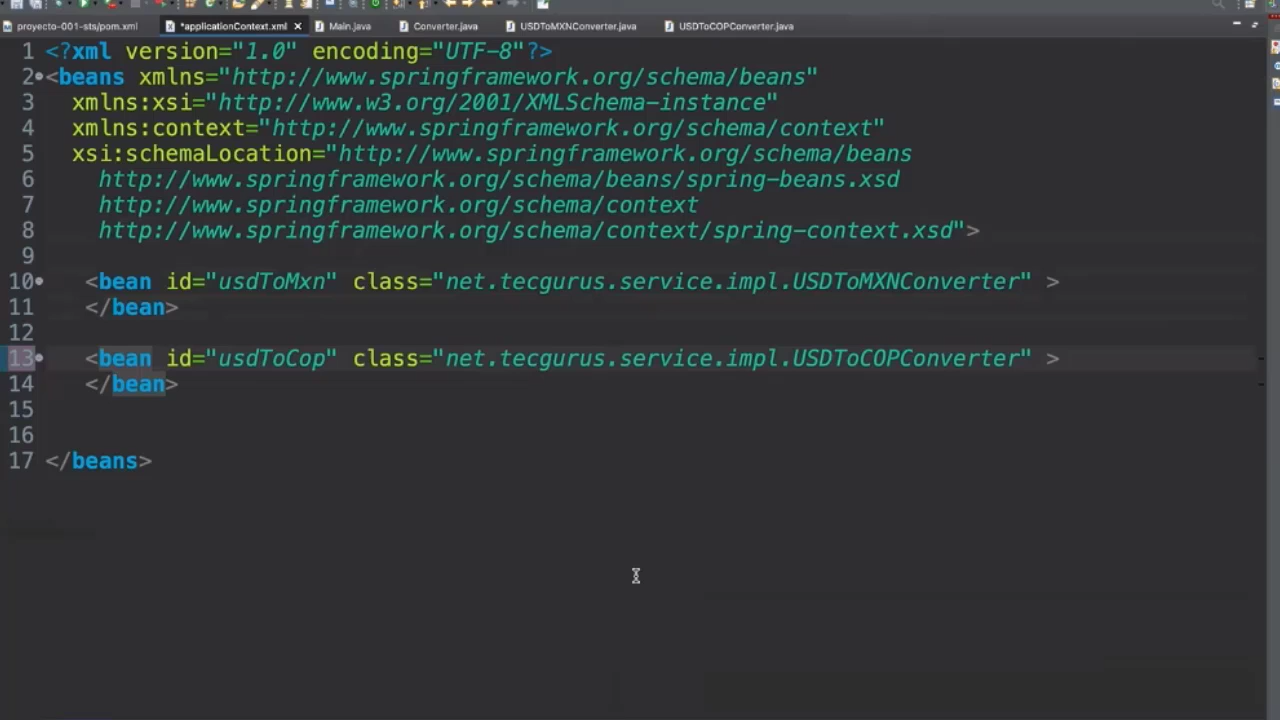 proyecto-001-sts/pom.xml *applicationContext.xml Main.java Converter.java USDToMXNConverter.java USDToCOPConverter.java
1 <?xml version="1.0" encoding="UTF-8"?>
2 <beans xmlns="http://www.springframework.org/schema/beans"
3 xmlns:xsi="http://www.w3.org/2001/XMLSchema-instance"
4 xmlns:context="http://www.springframework.org/schema/context"
5 xsi:schemaLocation="http://www.springframework.org/schema/beans
6 http://www.springframework.org/schema/beans/spring-beans.xsd
7 http://www.springframework.org/schema/context
8 http://www.springframework.org/schema/context/spring-context.xsd">
9
10 <bean id="usdToMxn" class="net.tecgurus.service.impl.USDToMXNConverter" >
11 </bean>
12
13 <bean id="usdToCop" class="net.tecgurus.service.impl.USDToCOPConverter" >
14 </bean>
15
16
17 </beans>